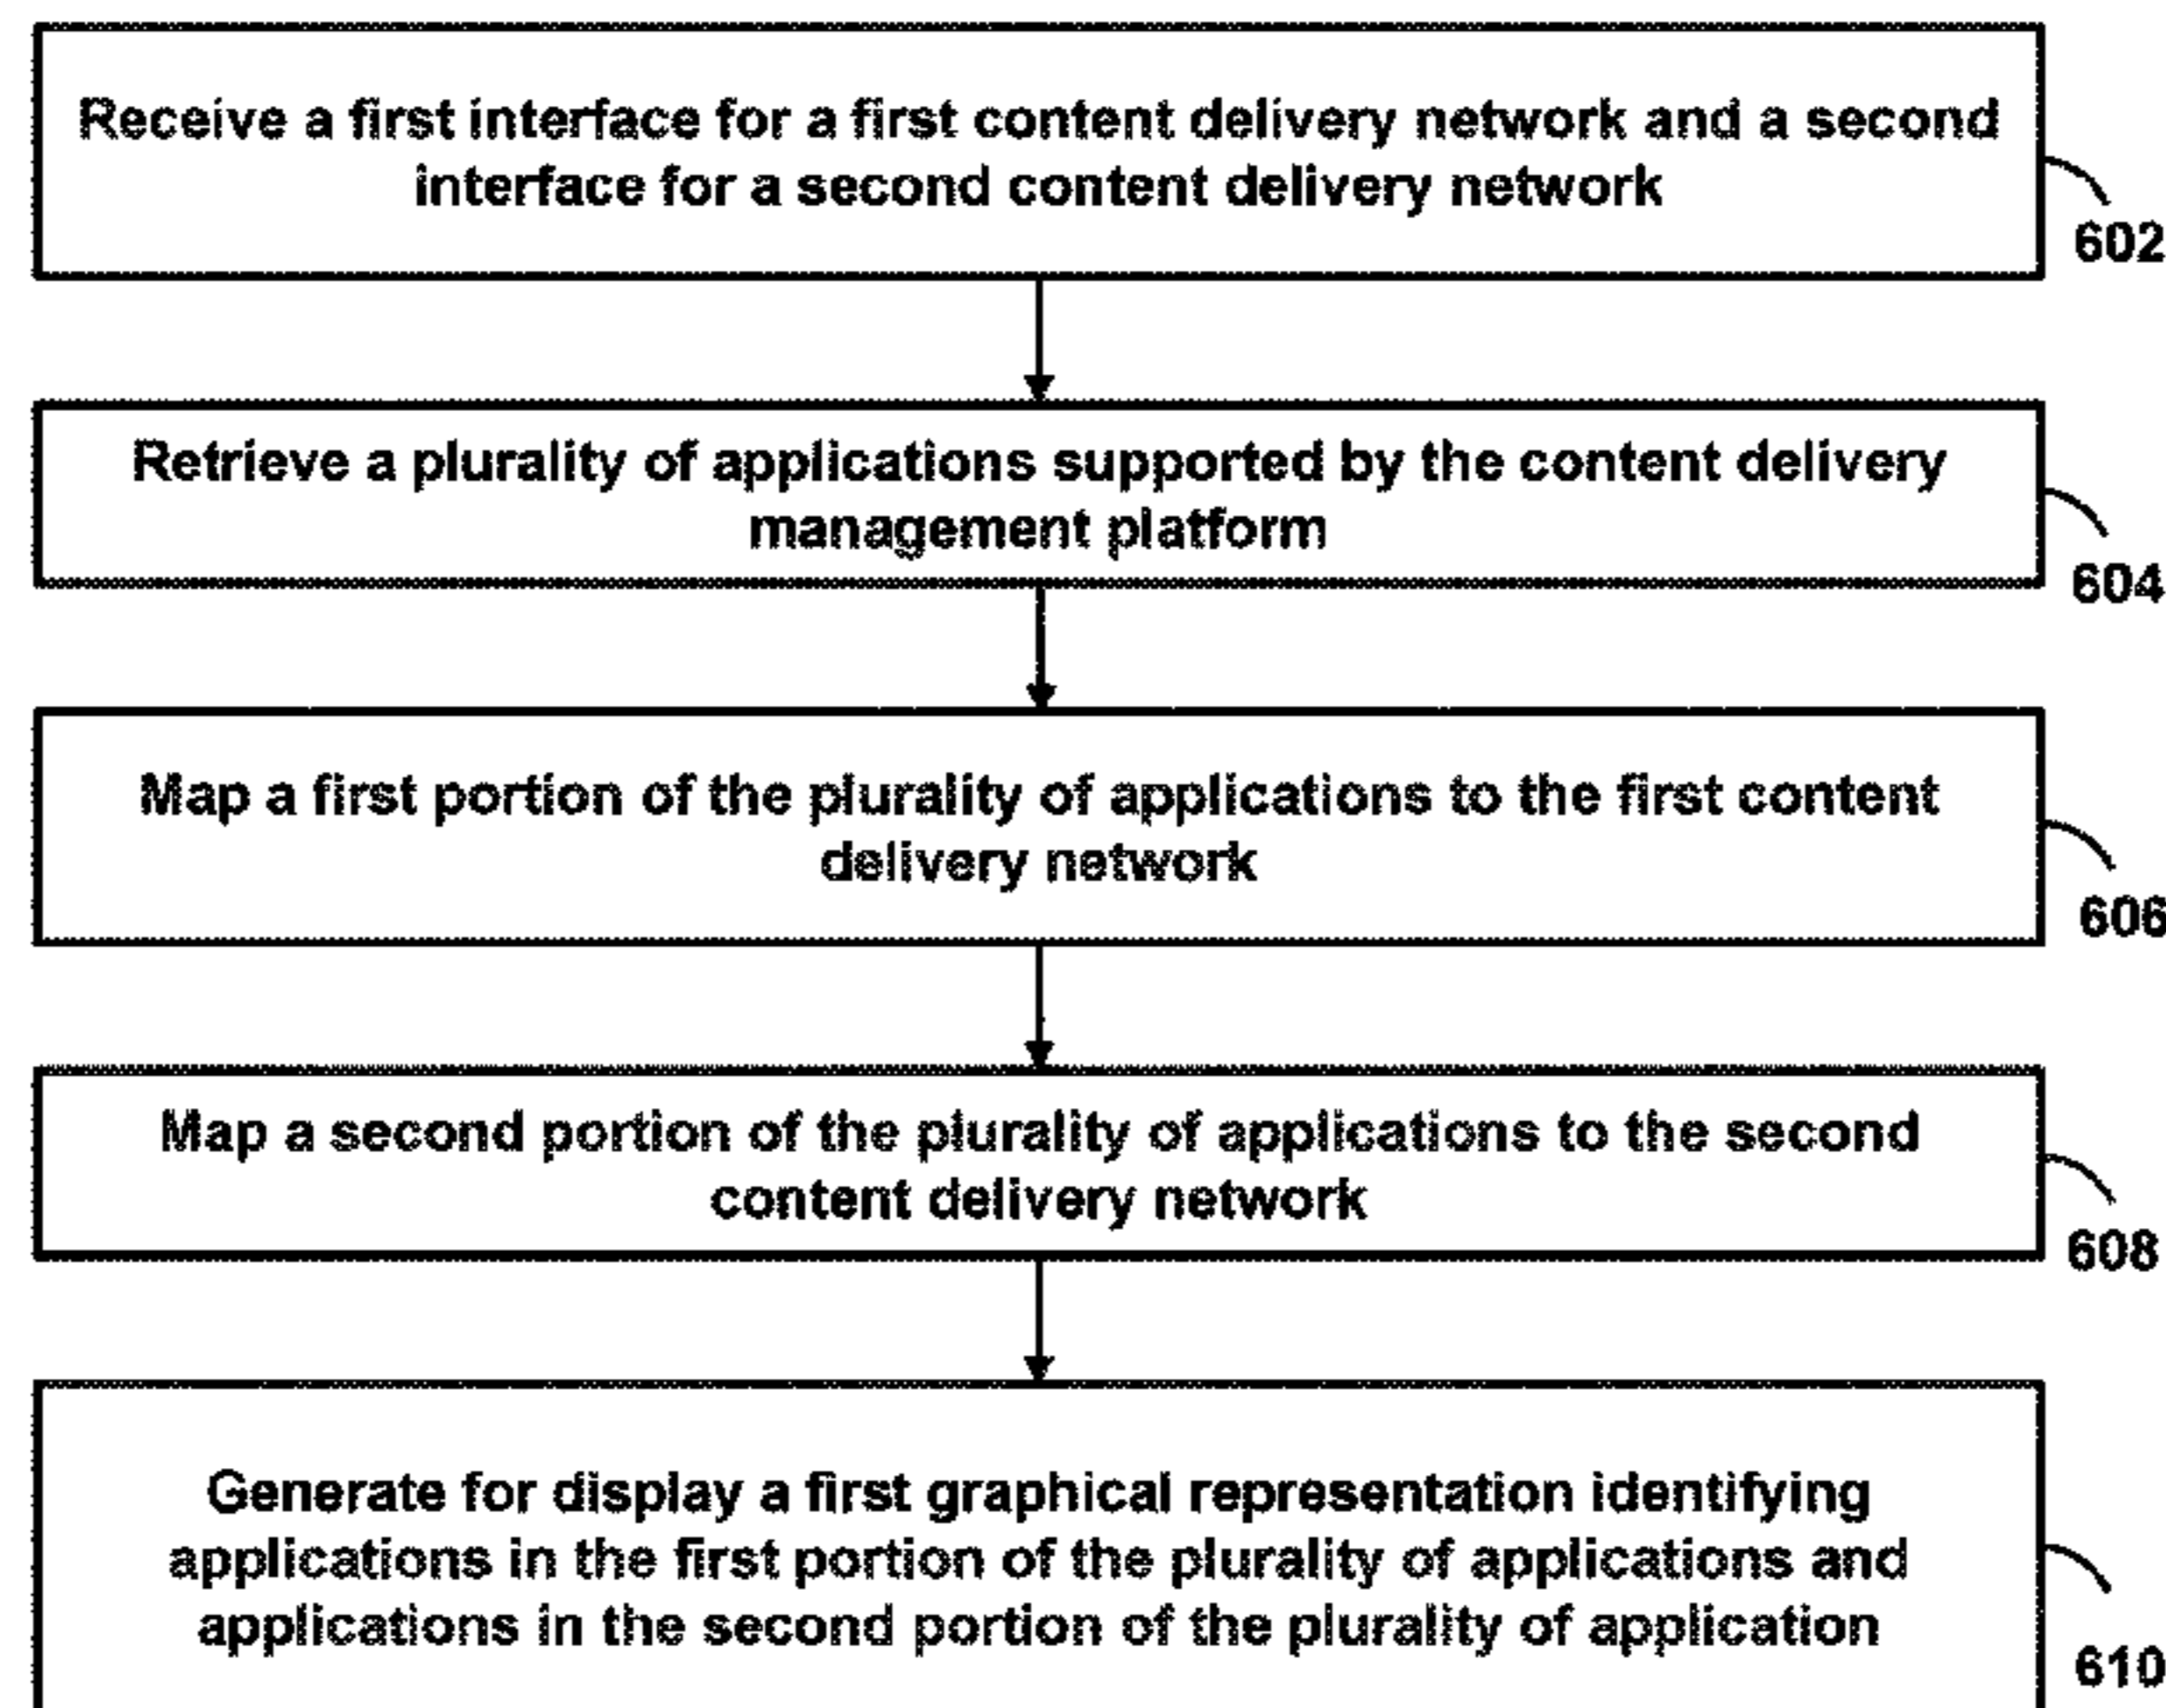 Receive a first interface for a first content delivery network and a second
interface for a second content delivery network
602
Retrieve a plurality of applications supported by the content delivery
management platform
604
Map a first portion of the plurality of applications to the first content
delivery network
606
Map a second portion of the plurality of applications to the second
content delivery network
608
Generate for display a first graphical representation identifying
applications in the first portion of the plurality of applications and
applications in the second portion of the plurality of application
610